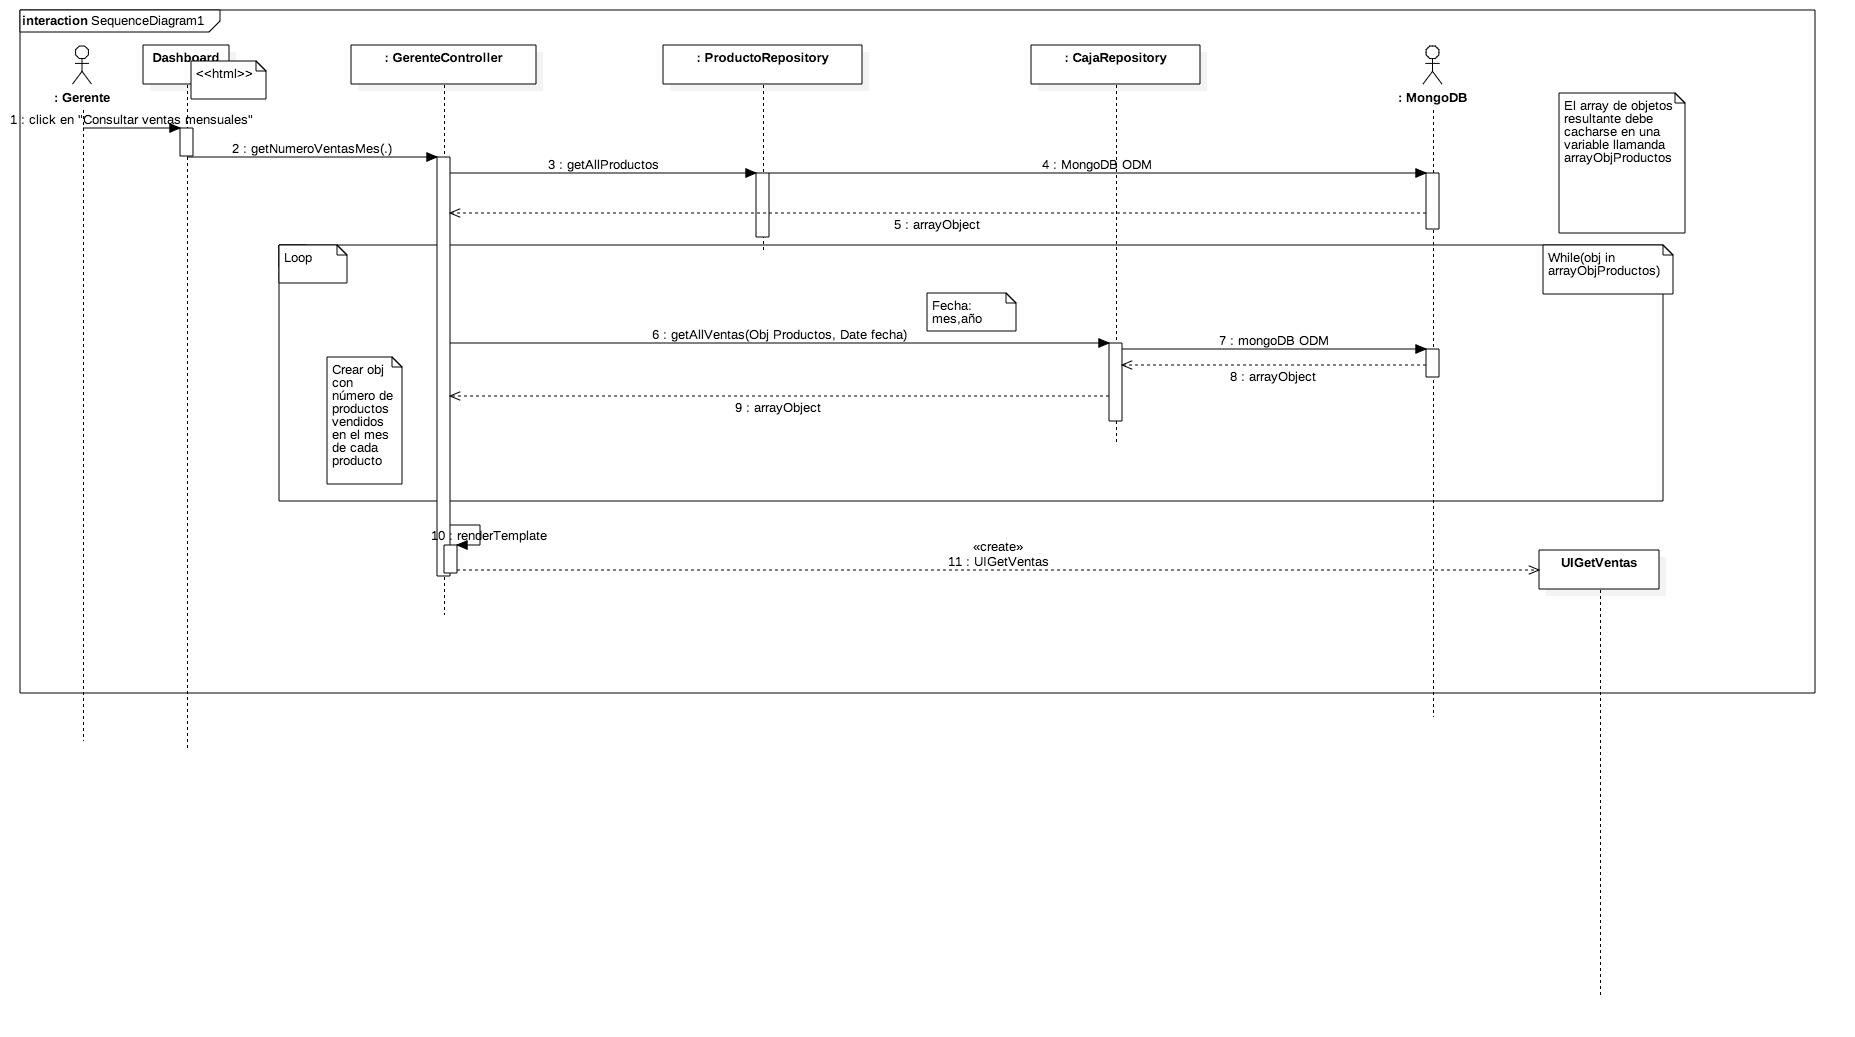 interaction SequenceDiagram1
: Gerente
Dashboard
<<html>>
: GerenteController
: ProductoRepository
: CajaRepository
: MongoDB
El array de objetos
resultante debe
cacharse en una
variable llamanda
arrayObjProductos
1 : click en "Consultar ventas mensuales"
2 : getNumeroVentasMes(.)
3 : getAllProductos
4 : MongoDB ODM
5 : arrayObject
Loop
While(obj in
arrayObjProductos)
Fecha:
mes,año
6 : getAllVentas(Obj Productos, Date fecha)
7 : mongoDB ODM
8 : arrayObject
9 : arrayObject
Crear obj
con
número de
productos
vendidos
en el mes
de cada
producto
10 : renderTemplate
«create»
11 : UIGetVentas
UIGetVentas